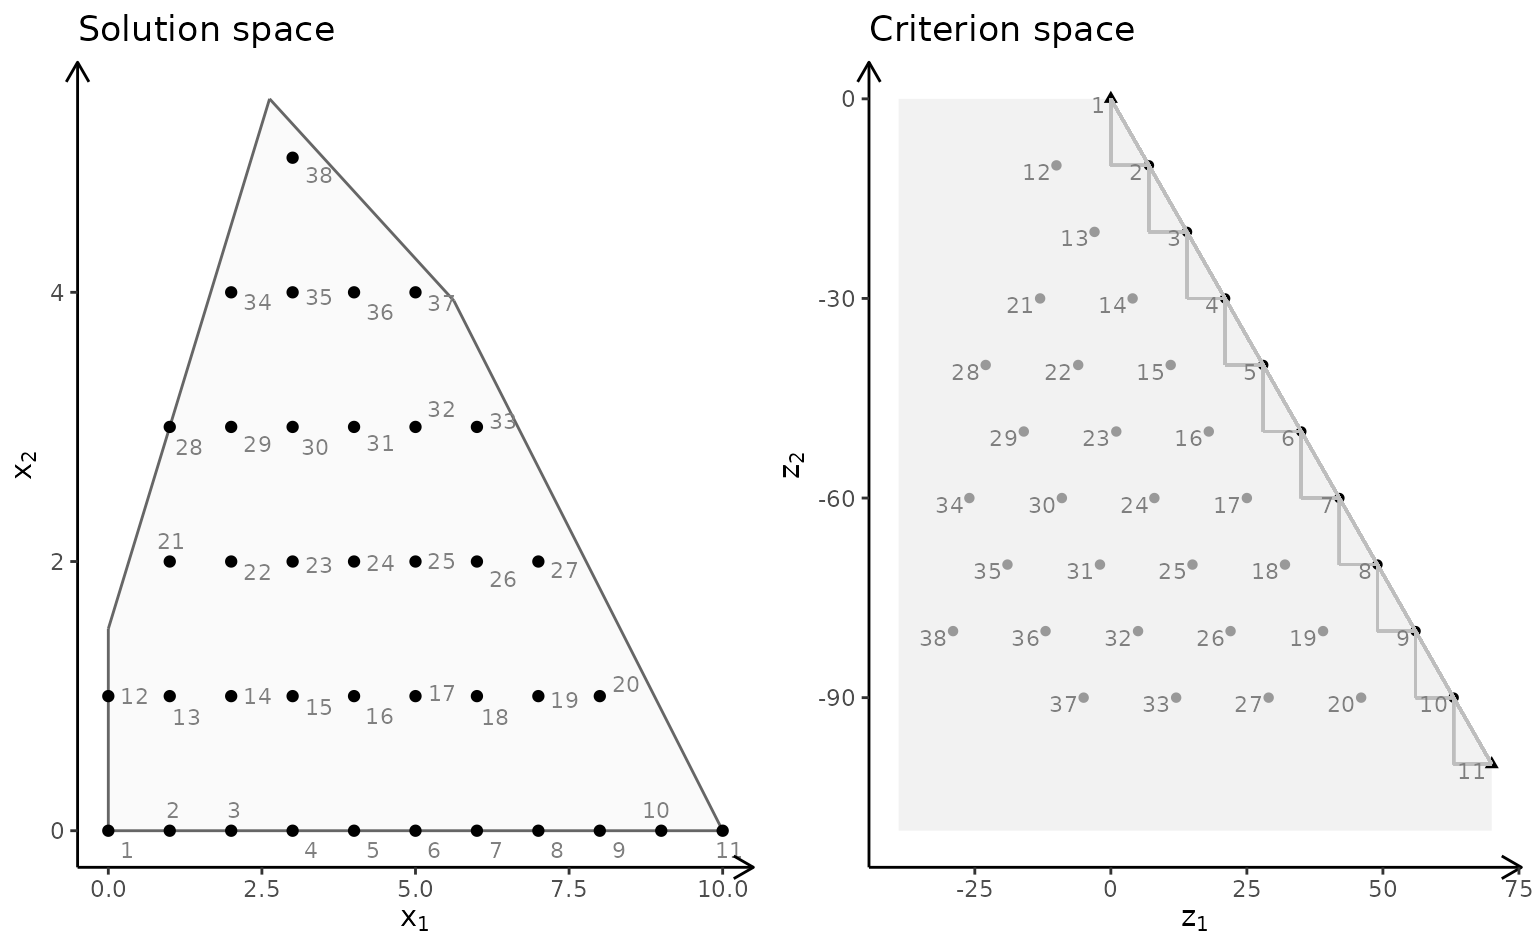 Solution space
38
34 35 36 37
28 29 30 31 32 33
21 22 23 24 25 26 27
12 13 14 15 16 17 18 19 20
1 2 3 4 5 6 7 8 9 10 11
4
2
0
0.0 2.5 5.0 7.5 10.0
x₂
x₁
Criterion space
1
12 2
13 3
21 14 4
28 22 15 5
29 23 16 6
34 30 24 17 7
35 31 25 18 8
38 36 32 26 19 9
37 33 27 20 10
11
0
-30
-60
-90
-25 0 25 50 75
z₂
z₁